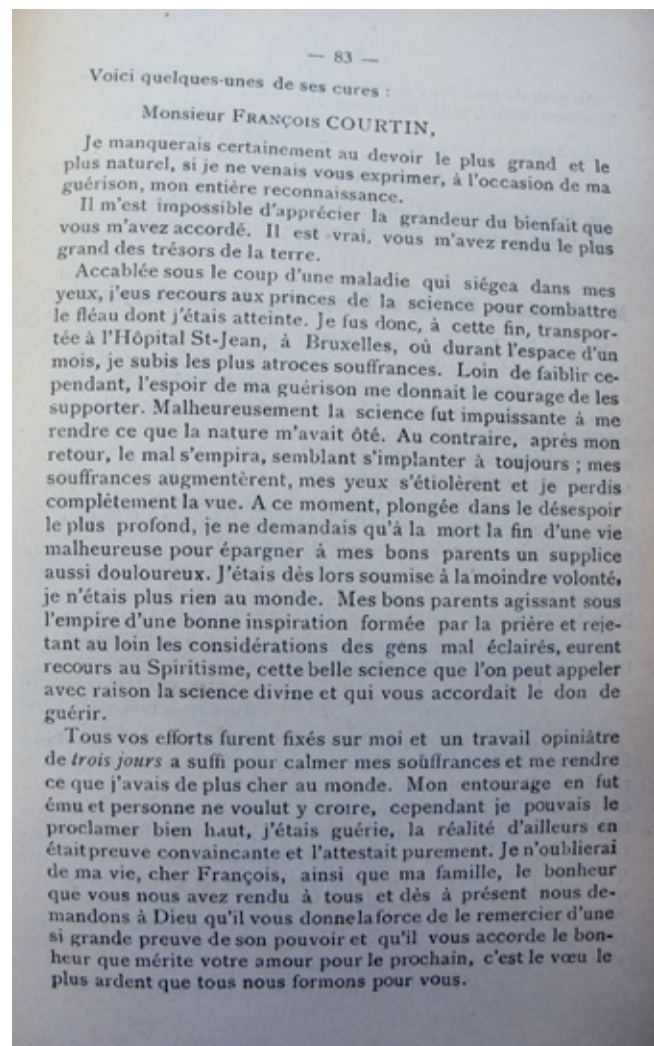 — 83 —
Voici quelques-unes de ses cures :
Monsieur FRANÇOIS COURTIN,
Je manquerais certainement au devoir le plus grand et le
plus naturel, si je ne venais vous exprimer, à l'occasion de ma
guérison, mon entière reconnaissance.
Il m'est impossible d'apprécier la grandeur du bienfait que
vous m'avez accordé. Il est vrai, vous m'avez rendu le plus
grand des trésors de la terre.
Accablée sous le coup d'une maladie qui siégea dans mes
yeux, j'eus recours aux princes de la science pour combattre
le fléau dont j'étais atteinte. Je fus donc, à cette fin, transpor-
tée à l'Hôpital St-Jean, à Bruxelles, où durant l'espace d'un
mois, je subis les plus atroces souffrances. Loin de faiblir ce-
pendant, l'espoir de ma guérison me donnait le courage de les
supporter. Malheureusement la science fut impuissante à me
rendre ce que la nature m'avait ôté. Au contraire, après mon
retour, le mal s'empira, semblant s'implanter à toujours ; mes
souffrances augmentèrent, mes yeux s'étiolèrent et je perdis
complètement la vue. A ce moment, plongée dans le désespoir
le plus profond, je ne demandais qu'à la mort la fin d'une vie
malheureuse pour épargner à mes bons parents un supplice
aussi douloureux. J'étais dès lors soumise à la moindre volonté,
je n'étais plus rien au monde. Mes bons parents agissant sous
l'empire d'une bonne inspiration formée par la prière et reje-
tant au loin les considérations des gens mal éclairés, eurent
recours au Spiritisme, cette belle science que l'on peut appeler
avec raison la science divine et qui vous accordait le don de
guérir.
Tous vos efforts furent fixés sur moi et un travail opiniâtre
de trois jours a suffi pour calmer mes souffrances et me rendre
ce que j'avais de plus cher au monde. Mon entourage en fut
ému et personne ne voulut y croire, cependant je pouvais le
proclamer bien haut, j'étais guérie, la réalité d'ailleurs en
était preuve convaincante et l'attestait purement. Je n'oublierai
de ma vie, cher François, ainsi que ma famille, le bonheur
que vous nous avez rendu à tous et dès à présent nous de-
mandons à Dieu qu'il vous donne la force de le remercier d'une
si grande preuve de son pouvoir et qu'il vous accorde le bon-
heur que mérite votre amour pour le prochain, c'est le vœu le
plus ardent que tous nous formons pour vous.